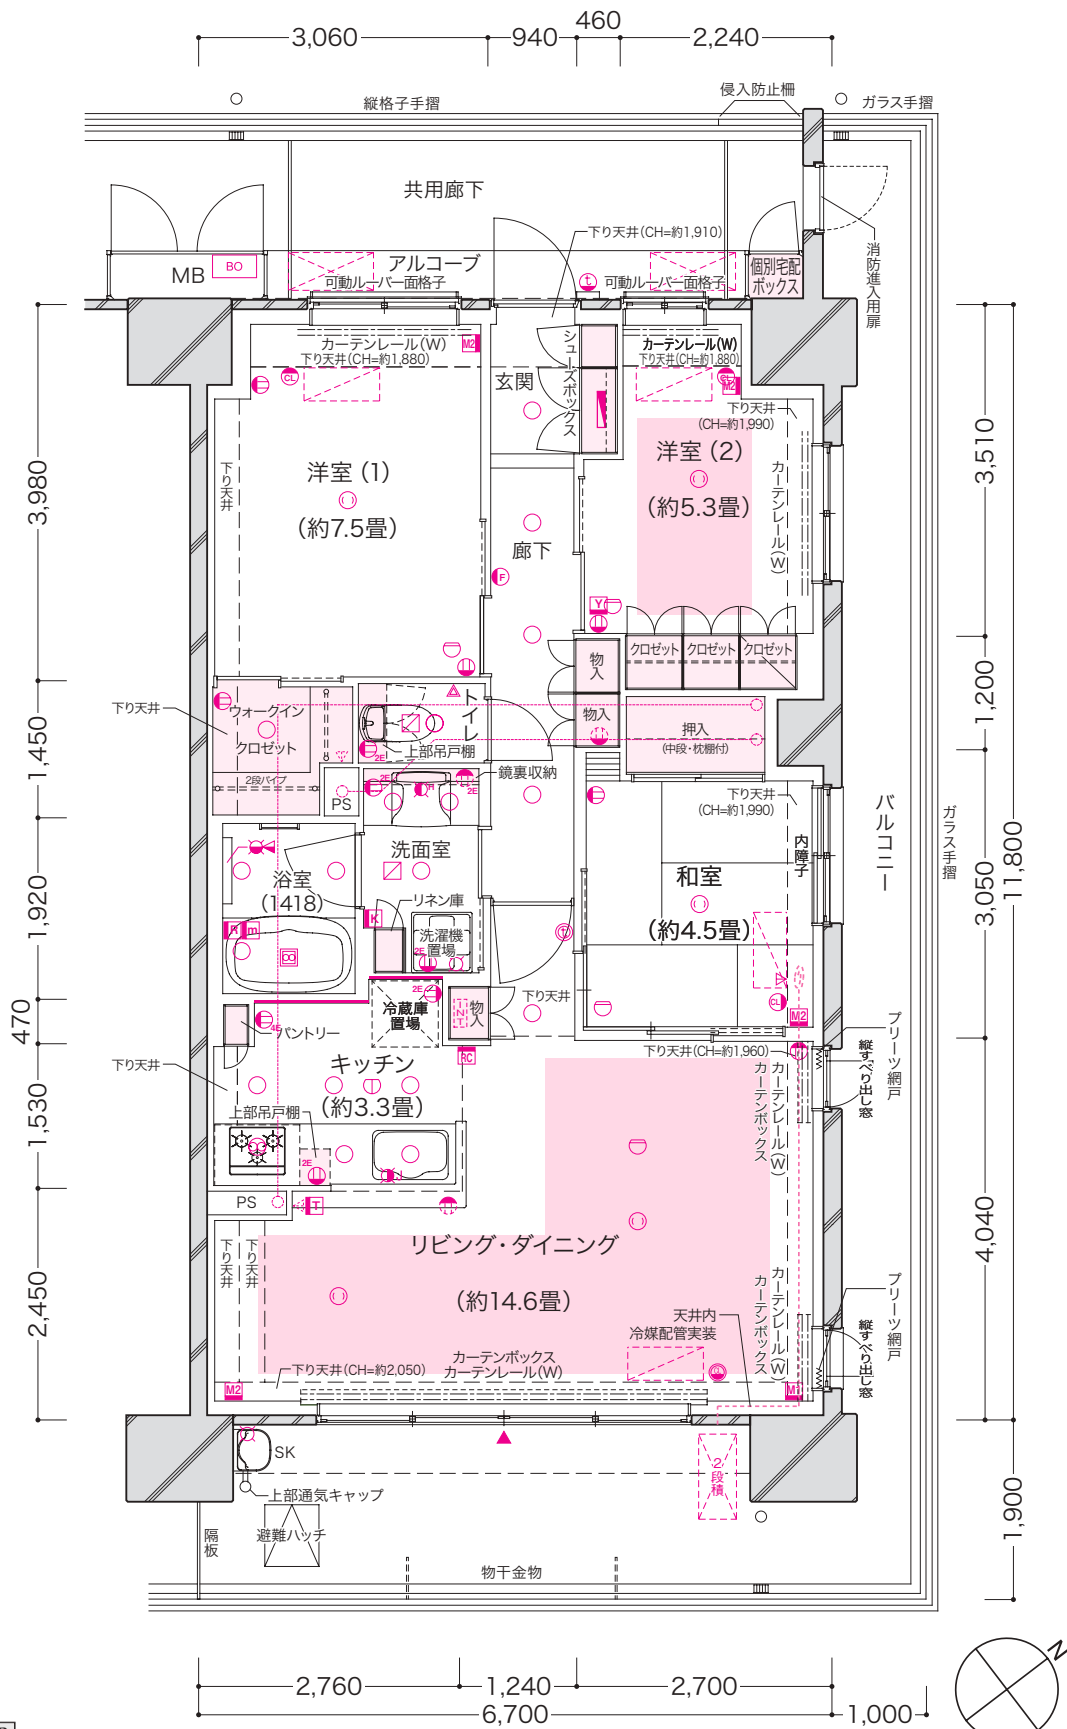 460
3,060
940
2,240
侵入防止柵
縦格子手摺
ガラス手摺
共用廊下
下り天井(CH=約1,910)
消防進入用扉
MB
BO
アルコーブ
可動ルーバー面格子
t
可動ルーバー面格子
個別宅配
ボックス
カーテンレール(W)
下り天井(CH=約1,880)
M2
CL
玄関
シューズボックス
カーテンレール(W)
下り天井(CH=約1,880)
CL
M2
下り天井
(CH=約1,990)
3,980
3,510
下り天井
洋室(1)
(約7.5畳)
洋室(2)
(約5.3畳)
カーテンレール(W)
廊下
F
Y
物入
クロゼット
クロゼット
クロゼット
1,200
下り天井
ウォークイン
クロゼット
2段パイプ
トイレ
上部吊戸棚
2E
物入
押入
(中段・枕棚付)
1,450
PS
2E
鏡裏収納
2E
下り天井
(CH=約1,990)
バルコニー
ガラス手摺
洗面室
内障子
浴室
(1418)
和室
(約4.5畳)
1,920
3,050
11,800
リネン庫
K
R
m
洗濯機
置場
2E
t
2E
冷蔵庫
置場
物入
下り天井
CL
M2
470
4E
パントリー
キッチン
(約3.3畳)
RC
下り天井(CH=約1,960)
プリーツ網戸
縦すべり出し窓
下り天井
上部吊戸棚
2E
カーテンボックス
カーテンレール(W)
1,530
PS
T
リビング・ダイニング
(約14.6畳)
4,040
下り天井
下り天井
2,450
天井内
冷媒配管実装
カーテンボックス
カーテンレール(W)
プリーツ網戸
縦すべり出し窓
下り天井(CH=約2,050)
カーテンボックス
カーテンレール(W)
M2
M1
SK
上部通気キャップ
2段積
1,900
隔板
避難ハッチ
物干金物
N
2,760
1,240
2,700
6,700
1,000